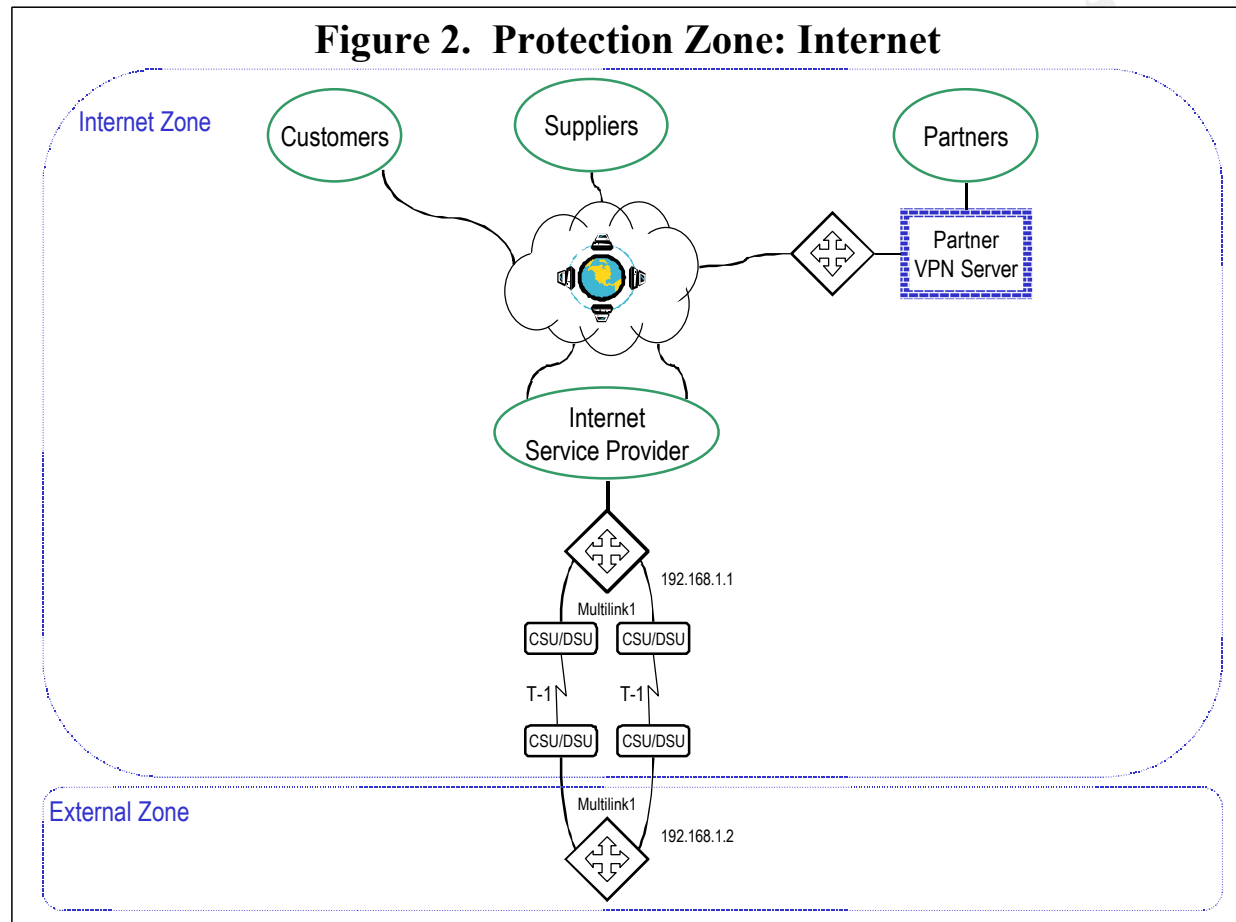 Figure 2.  Protection Zone: Internet
Internet Zone
Customers
Suppliers
Partners
Partner
VPN Server
Internet
Service Provider
192.168.1.1
Multilink1
CSU/DSU
CSU/DSU
T-1
T-1
CSU/DSU
CSU/DSU
External Zone
Multilink1
192.168.1.2